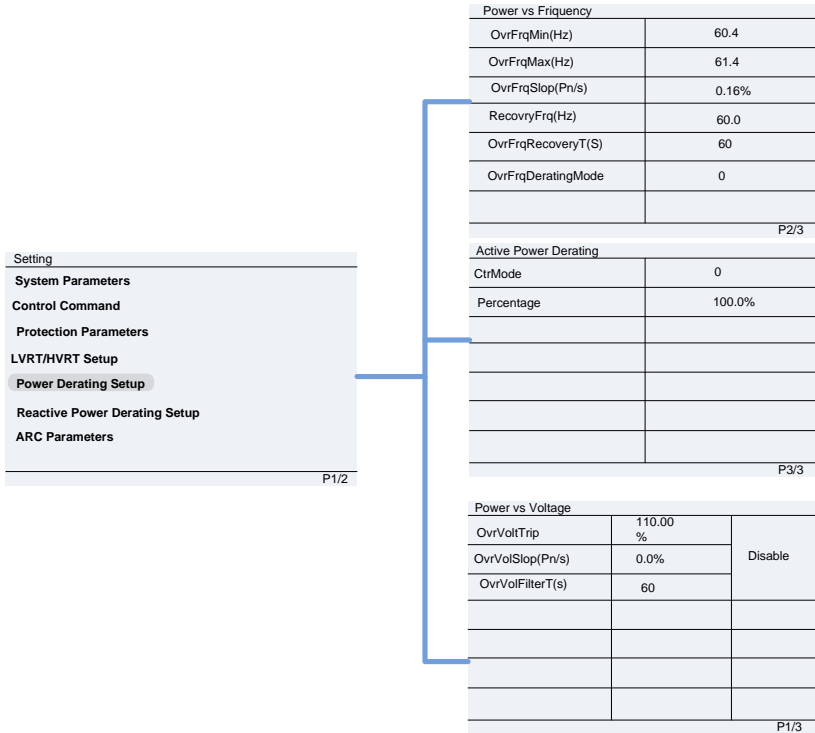 Power vs Friquency
OvrFrqMin(Hz) 60.4
OvrFrqMax(Hz) 61.4
OvrFrqSlop(Pn/s) 0.16%
RecovryFrq(Hz) 60.0
OvrFrqRecoveryT(S) 60
OvrFrqDeratingMode 0
P2/3
Setting
System Parameters
Control Command
Protection Parameters
LVRT/HVRT Setup
Power Derating Setup
Reactive Power Derating Setup
ARC Parameters
P1/2
Active Power Derating
CtrMode 0
Percentage 100.0%
P3/3
Power vs Voltage
OvrVoltTrip 110.00
%
OvrVolSlop(Pn/s) 0.0% Disable
OvrVolFilterT(s) 60
P1/3